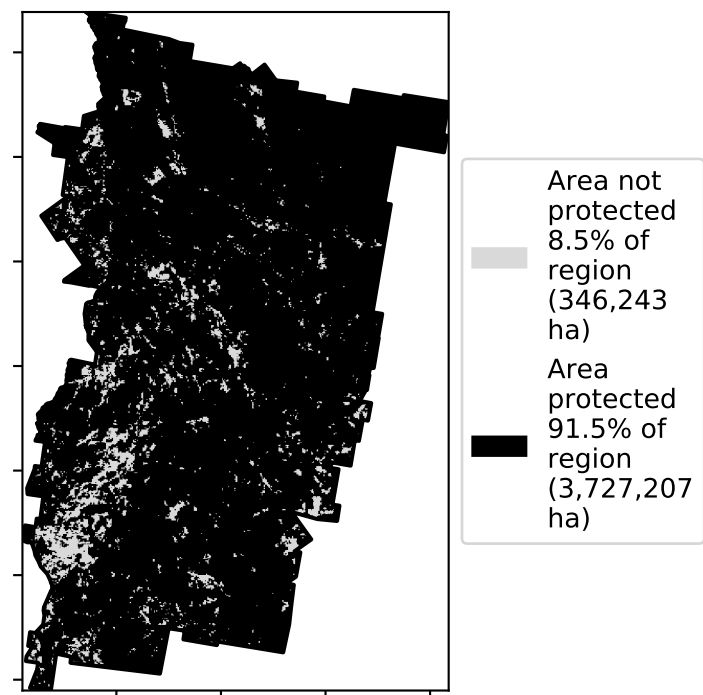 Area not
protected
8.5% of
region
(346,243
ha)
Area
protected
91.5% of
region
(3,727,207
ha)